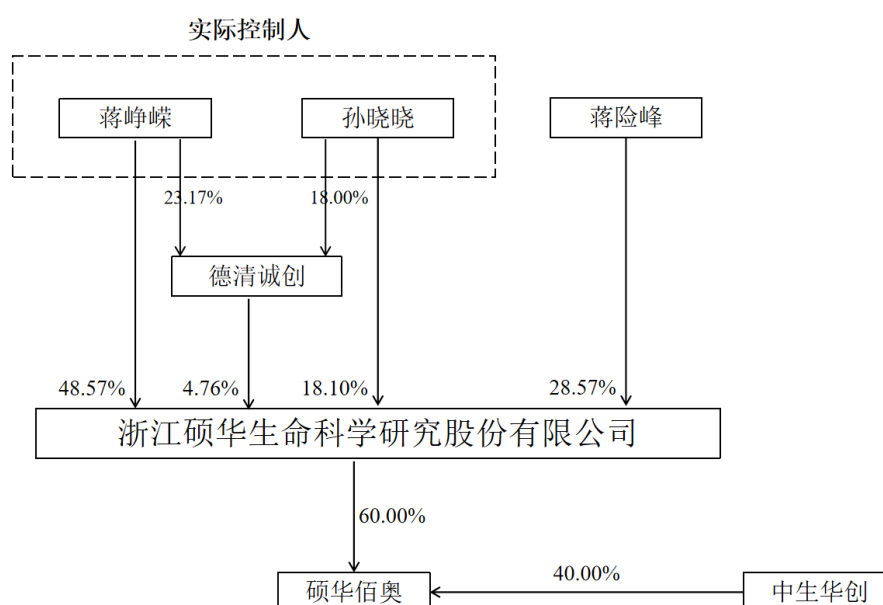 实际控制人
蒋峥嵘
孙晓晓
蒋险峰
23.17%
18.00%
德清诚创
48.57%
4.76%
18.10%
28.57%
浙江硕华生命科学研究股份有限公司
60.00%
40.00%
硕华佰奥
中生华创